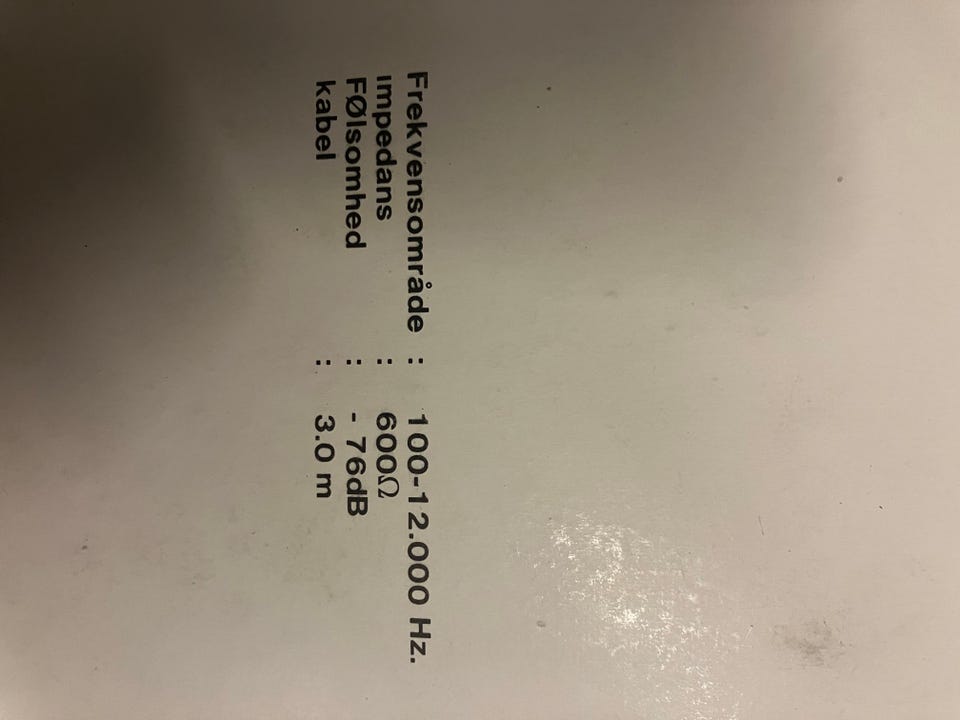 Frekvensområde : 100-12.000 Hz.
impedans : 600Ω
FØlsomhed : - 76dB
kabel : 3.0 m